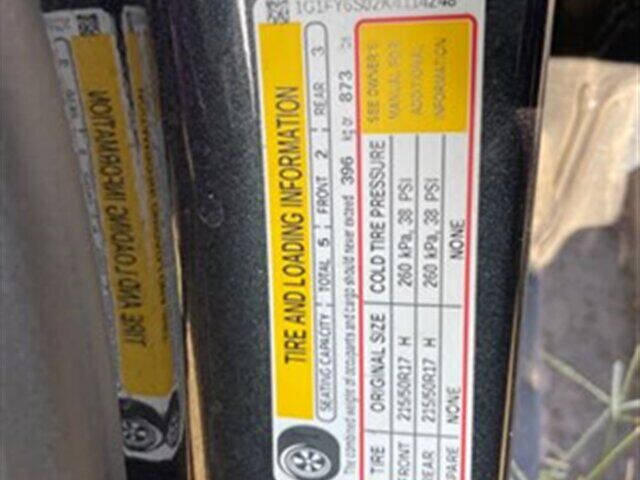 TIRE AND LOADING INFORMATION
SEATING CAPACITY TOTAL 5 FRONT 2 REAR 3
The combined weight of occupants and cargo should never exceed 396 kg or 873
TIRE ORIGINAL SIZE COLD TIRE PRESSURE
FRONT 215/50R17 H 260 kPa, 38 PSI
REAR 215/50R17 H 260 kPa, 38 PSI
SPARE NONE NONE
SEE OWNER'S
MANUAL FOR
ADDITIONAL
INFORMATION
TIRE AND LOADING INFORMATION